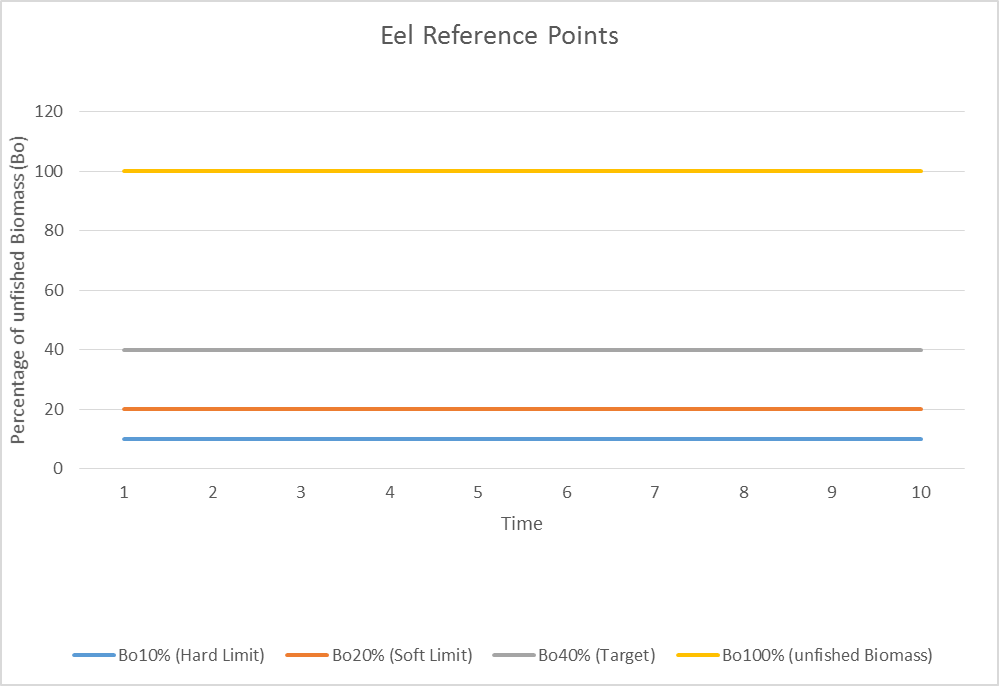 Eel Reference Points
Percentage of unfished Biomass (Bo)
120
100
80
60
40
20
0
1 2 3 4 5 6 7 8 9 10
Time
Bo10% (Hard Limit) Bo20% (Soft Limit) Bo40% (Target) Bo100% (unfished Biomass)